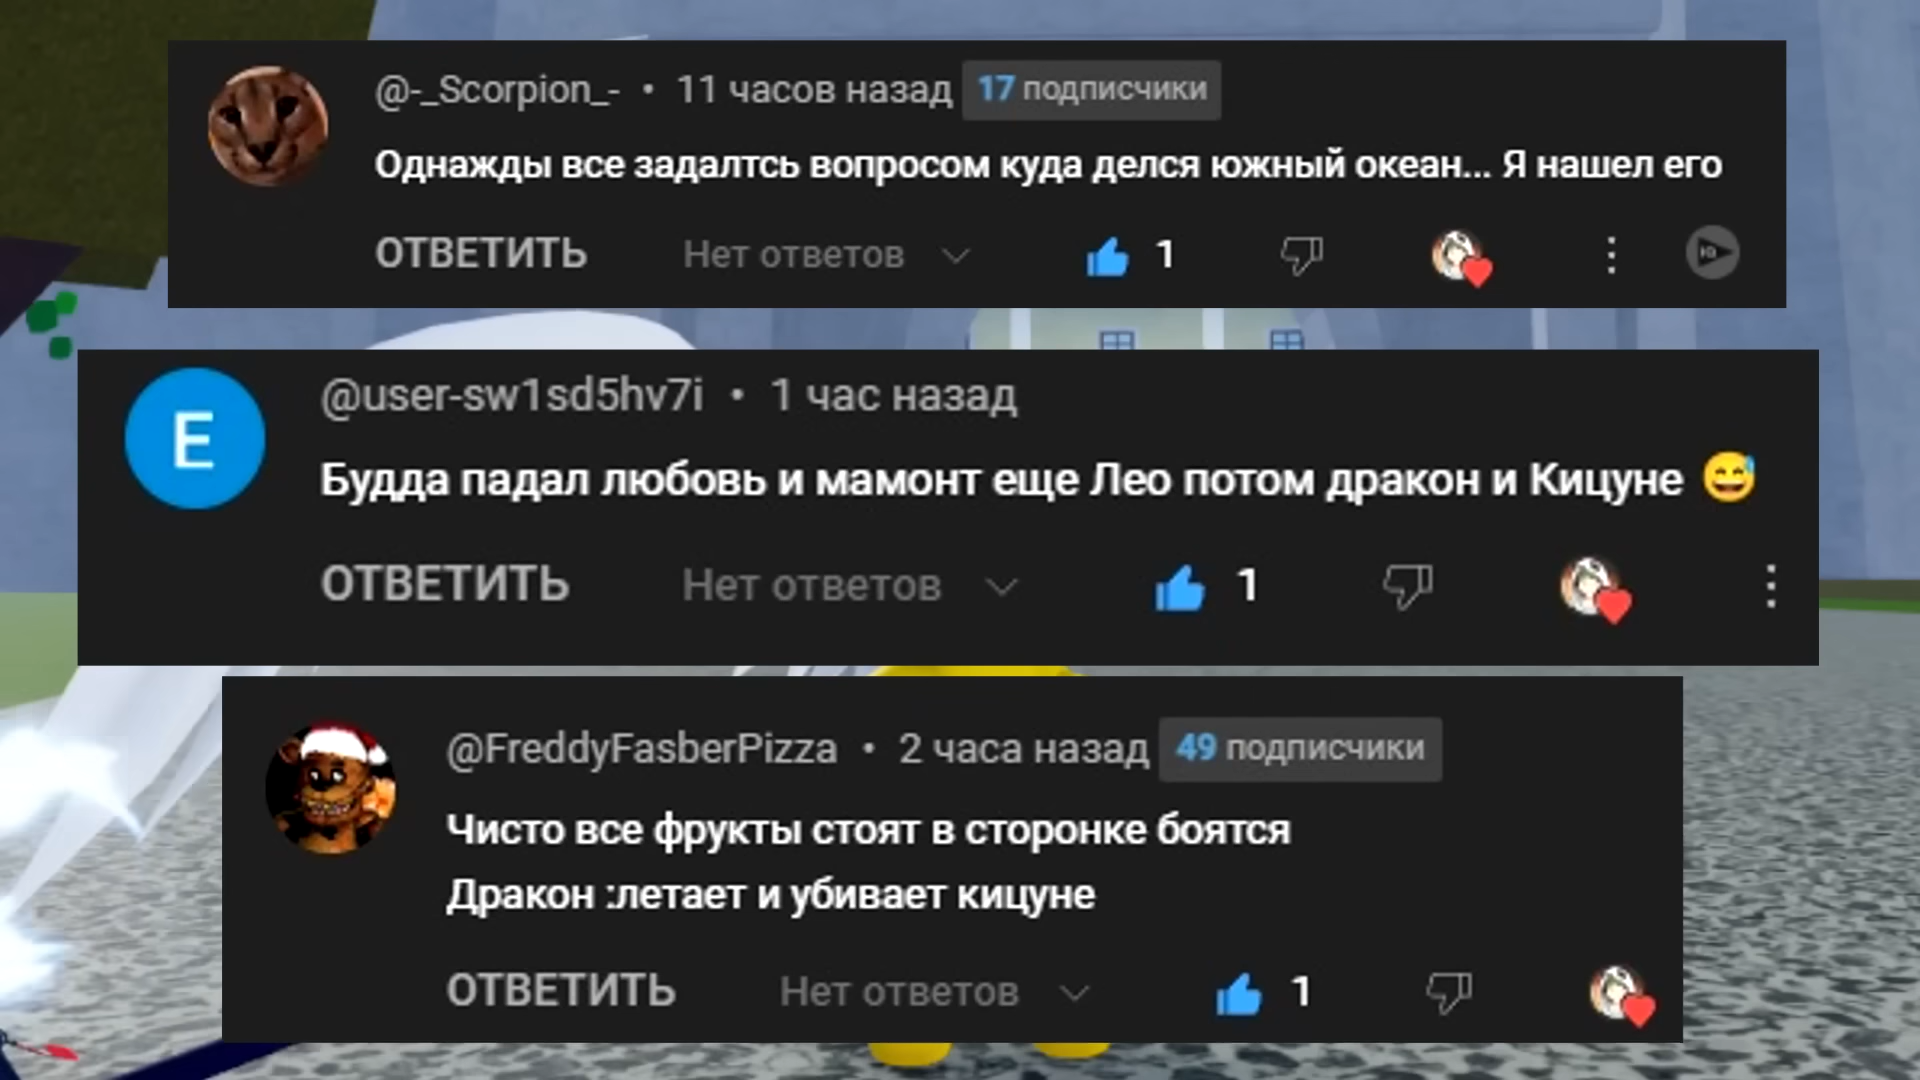 @-_Scorpion_- • 11 часов назад 17 подписчики
Однажды все задалтсь вопросом куда делся южный океан... Я нашел его
ОТВЕТИТЬ Нет ответов 1
E
@user-sw1sd5hv7i • 1 час назад
Будда падал любовь и мамонт еще Лео потом дракон и Кицуне 😅
ОТВЕТИТЬ Нет ответов 1
@FreddyFasberPizza • 2 часа назад 49 подписчики
Чисто все фрукты стоят в сторонке боятся
Дракон :летает и убивает кицуне
ОТВЕТИТЬ Нет ответов 1